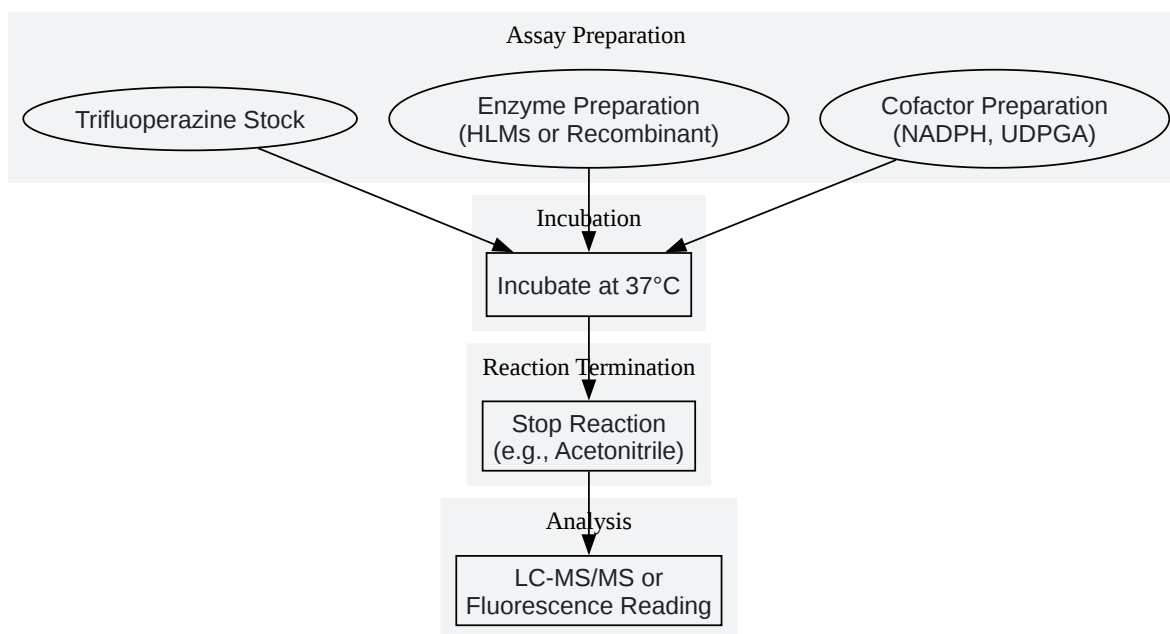 Assay Preparation
Trifluoperazine Stock
Enzyme Preparation
(HLMs or Recombinant)
Cofactor Preparation
(NADPH, UDPGA)
Incubation
Incubate at 37°C
Reaction Termination
Stop Reaction
(e.g., Acetonitrile)
Analysis
LC-MS/MS or
Fluorescence Reading